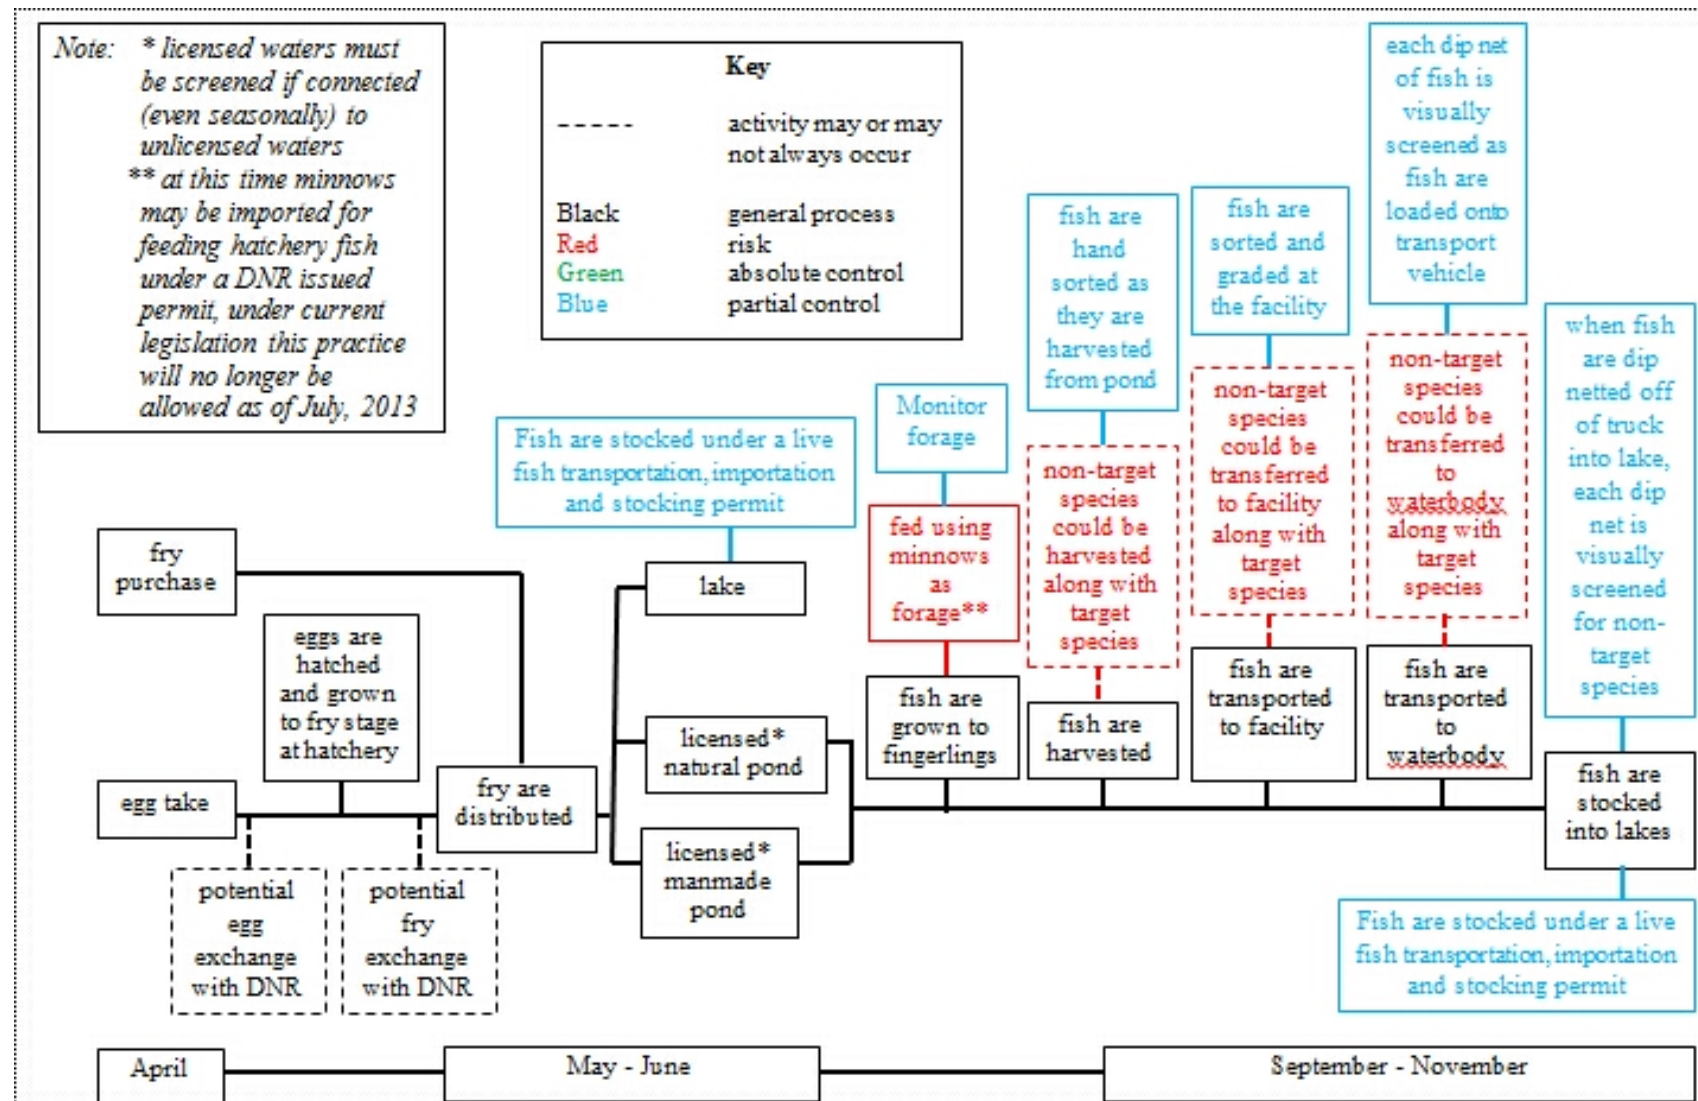 Note: * licensed waters must
be screened if connected
(even seasonally) to
unlicensed waters
** at this time minnows
may be imported for
feeding hatchery fish
under a DNR issued
permit, under current
legislation this practice
will no longer be
allowed as of July, 2013
Key
----- activity may or may
not always occur
Black general process
Red risk
Green absolute control
Blue partial control
each dip net
of fish is
visually
screened as
fish are
loaded onto
transport
vehicle
fish are
hand
sorted as
they are
harvested
from pond
fish are
sorted and
graded at
the facility
when fish
are dip
netted off
of truck
into lake,
each dip
net is
visually
screened
for non-
target
species
Monitor
forage
Fish are stocked under a live
fish transportation, importation
and stocking permit
fed using
minnows
as
forage**
non-target
species
could be
harvested
along with
target
species
non-target
species
could be
transferred
to facility
along with
target
species
non-target
species
could be
transferred
to
waterbody
along with
target
species
fry
purchase
eggs are
hatched
and grown
to fry stage
at hatchery
lake
egg take
fry are
distributed
licensed*
natural pond
licensed*
manmade
pond
fish are
grown to
fingerlings
fish are
harvested
fish are
transported
to facility
fish are
transported
to
waterbody
fish are
stocked
into lakes
potential
egg
exchange
with DNR
potential
fry
exchange
with DNR
Fish are stocked under a live
fish transportation, importation
and stocking permit
April
May - June
September - November